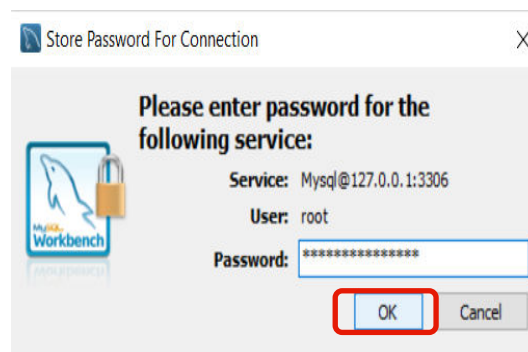 Store Password For Connection
Please enter password for the
following service:
Service: Mysql@127.0.0.1:3306
User: root
Password: ***************
OK Cancel
MySQL
Workbench